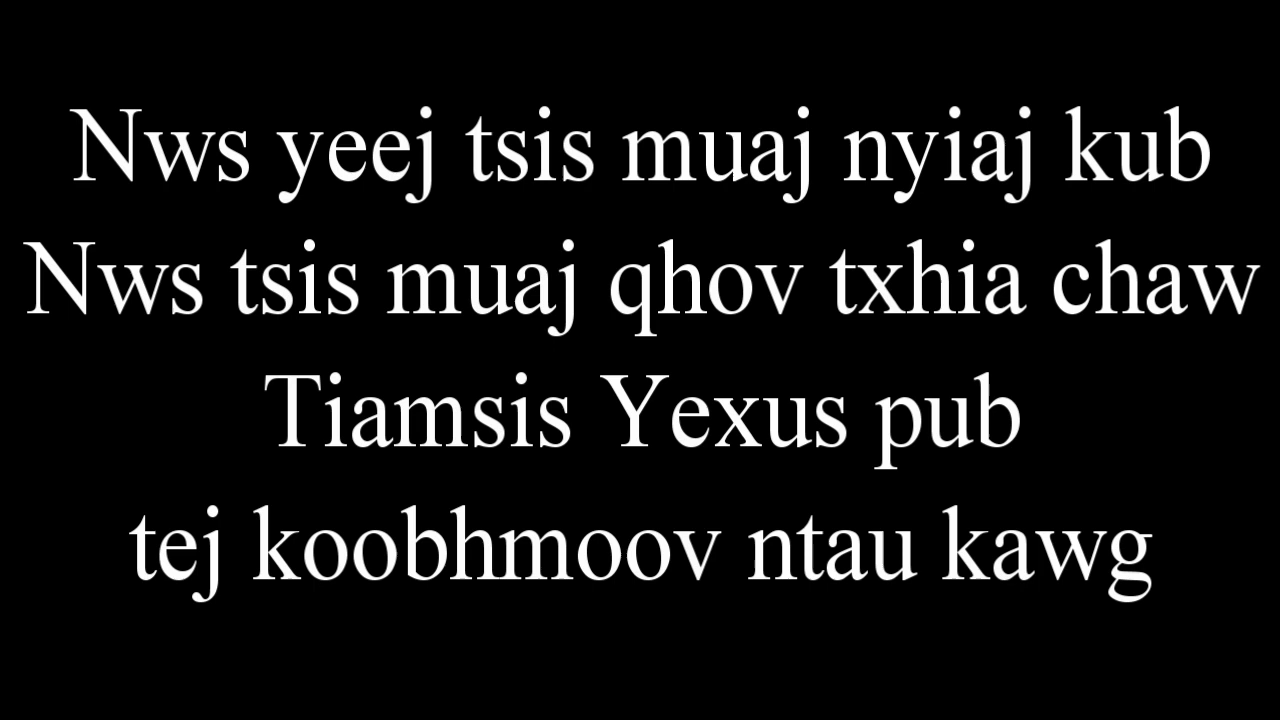 Nws yeej tsis muaj nyiaj kub
Nws tsis muaj qhov txhia chaw
Tiamsis Yexus pub
tej koobhmoov ntau kawg